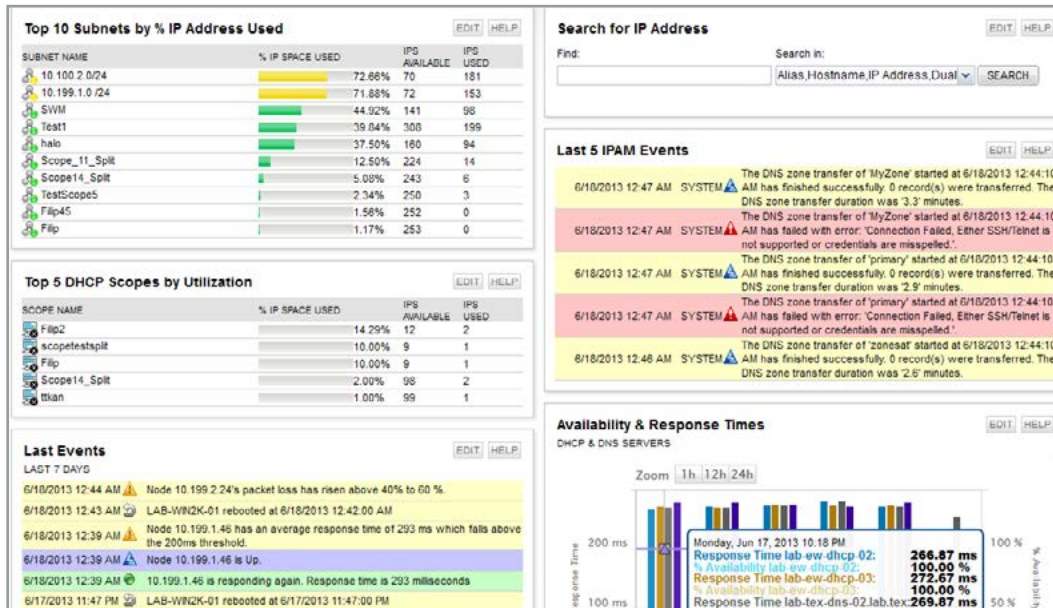 Top 10 Subnets by % IP Address Used
EDIT HELP
SUBNET NAME % IP SPACE USED IPS AVAILABLE IPS USED
10.100.2.0/24 72.66% 70 181
10.199.1.0 /24 71.88% 72 153
SWM 44.92% 141 98
Test1 39.84% 308 199
halo 37.50% 160 94
Scope_11_Split 12.50% 224 14
Scope14_Split 5.08% 243 6
TestScope5 2.34% 250 3
Filip45 1.56% 252 0
Filip 1.17% 253 0
Top 5 DHCP Scopes by Utilization
EDIT HELP
SCOPE NAME % IP SPACE USED IPS AVAILABLE IPS USED
Filip2 14.29% 12 2
scopetestsplit 10.00% 9 1
Filip 10.00% 9 1
Scope14_Split 2.00% 98 2
ttkan 1.00% 99 1
Last Events
EDIT HELP
LAST 7 DAYS
6/18/2013 12:44 AM Node 10.199.2.24's packet loss has risen above 40% to 60 %.
6/18/2013 12:43 AM LAB-WIN2K-01 rebooted at 6/18/2013 12:42:00 AM
6/18/2013 12:39 AM Node 10.199.1.46 has an average response time of 293 ms which falls above
the 200ms threshold.
6/18/2013 12:39 AM Node 10.199.1.46 is Up.
6/18/2013 12:39 AM 10.199.1.46 is responding again. Response time is 293 milliseconds
6/17/2013 11:47 PM LAB-WIN2K-01 rebooted at 6/17/2013 11:47:00 PM
Search for IP Address
EDIT HELP
Find: Search in:
Alias,Hostname,IP Address,Dual SEARCH
Last 5 IPAM Events
EDIT HELP
The DNS zone transfer of 'MyZone' started at 6/18/2013 12:44:10
6/18/2013 12:47 AM SYSTEM AM has finished successfully. 0 record(s) were transferred. The
DNS zone transfer duration was '3.3' minutes.
The DNS zone transfer of 'MyZone' started at 6/18/2013 12:44:10
6/18/2013 12:47 AM SYSTEM AM has failed with error: 'Connection Failed, Either SSH/Telnet is
not supported or credentials are misspelled.'.
The DNS zone transfer of 'primary' started at 6/18/2013 12:44:10
6/18/2013 12:47 AM SYSTEM AM has finished successfully. 0 record(s) were transferred. The
DNS zone transfer duration was '2.9' minutes.
The DNS zone transfer of 'primary' started at 6/18/2013 12:44:10
6/18/2013 12:47 AM SYSTEM AM has failed with error: 'Connection Failed, Either SSH/Telnet is
not supported or credentials are misspelled.'.
The DNS zone transfer of 'zonesat' started at 6/18/2013 12:44:10
6/18/2013 12:46 AM SYSTEM AM has finished successfully. 0 record(s) were transferred. The
DNS zone transfer duration was '2.6' minutes.
Availability & Response Times
EDIT HELP
DHCP & DNS SERVERS
Zoom 1h 12h 24h
200 ms
100 ms
Monday, Jun 17, 2013 10.18 PM
Response Time lab-ew-dhcp-02: 266.87 ms
% Availability lab-ew-dhcp-02: 100.00 %
Response Time lab-ew-dhcp-03: 272.67 ms
% Availability lab-ew-dhcp-03: 100.00 %
Response Time lab-tex-dns-02.lab.tex: 269.87 ms
100 %
50 %